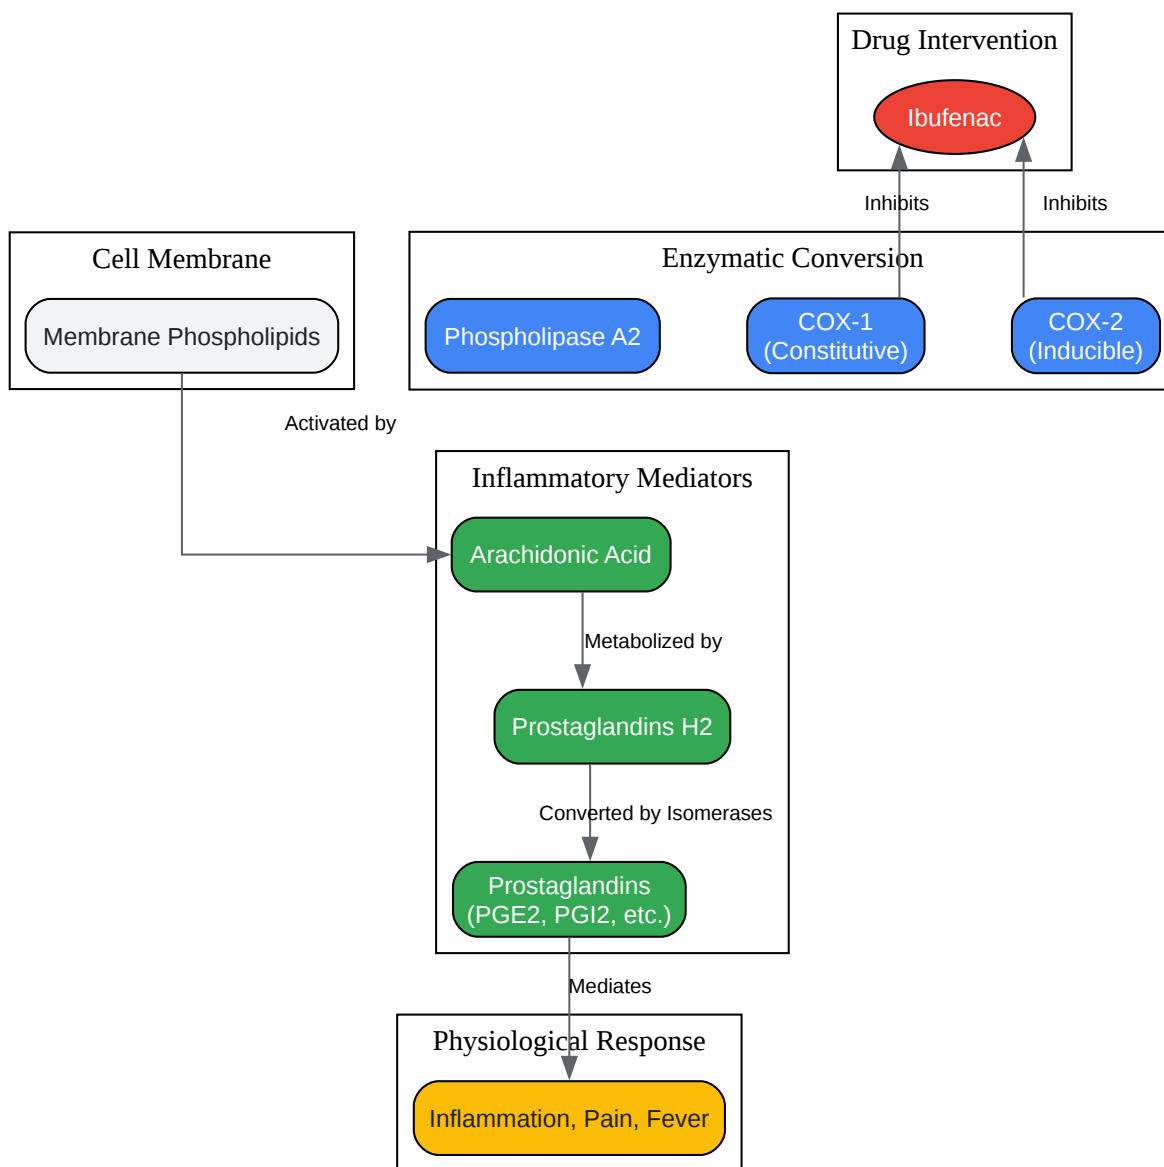 Drug Intervention
Ibufenac
Inhibits
Inhibits
Cell Membrane
Membrane Phospholipids
Enzymatic Conversion
Phospholipase A2
COX-1
(Constitutive)
COX-2
(Inducible)
Activated by
Inflammatory Mediators
Arachidonic Acid
Metabolized by
Prostaglandins H2
Converted by Isomerases
Prostaglandins
(PGE2, PGI2, etc.)
Mediates
Physiological Response
Inflammation, Pain, Fever